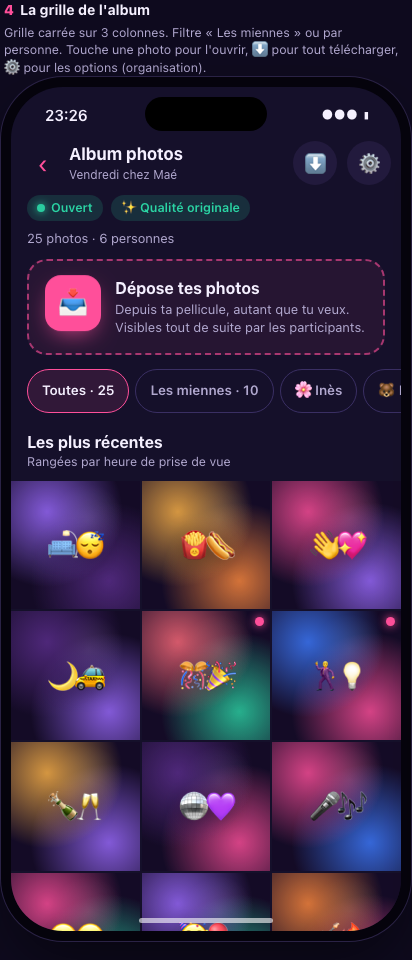 4 La grille de l'album
Grille carrée sur 3 colonnes. Filtre « Les miennes » ou par
personne. Touche une photo pour l'ouvrir, ⬇️ pour tout télécharger,
⚙️ pour les options (organisation).
23:26
Album photos
Vendredi chez Maé
Ouvert
✨ Qualité originale
25 photos · 6 personnes
Dépose tes photos
Depuis ta pellicule, autant que tu veux.
Visibles tout de suite par les participants.
Toutes · 25
Les miennes · 10
🌸 Inès
Les plus récentes
Rangées par heure de prise de vue